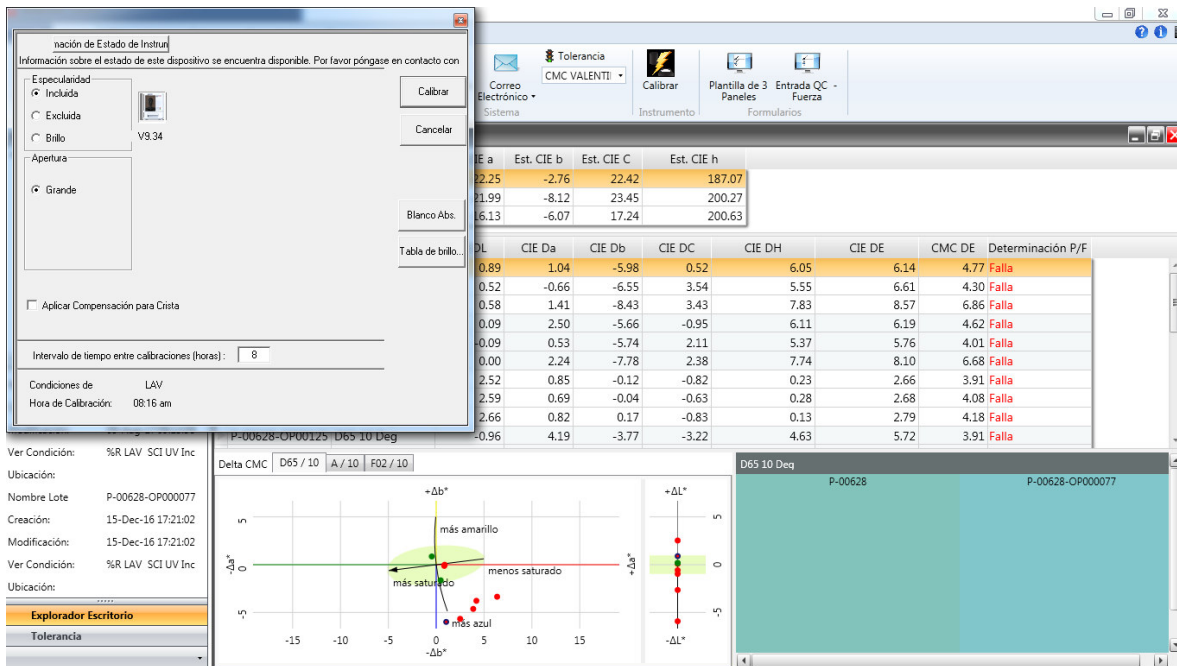 nación de Estado de Instrun
Información sobre el estado de este dispositivo se encuentra disponible. Por favor póngase en contacto con
Especularidad
Incluida
Excluida
Brillo
V9.34
Apertura
Grande
Calibrar
Cancelar
Blanco Abs.
Tabla de brillo...
Aplicar Compensación para Crista
Intervalo de tiempo entre calibraciones (horas) : 8
Condiciones de LAV
Hora de Calibración: 08:16 am
Correo Electrónico
Tolerancia
CMC VALENTI
Sistema
Calibrar
Instrumento
Plantilla de 3 Paneles
Entrada QC - Fuerza
Formularios
IE a Est. CIE b Est. CIE C Est. CIE h
22.25 -2.76 22.42 187.07
21.99 -8.12 23.45 200.27
16.13 -6.07 17.24 200.63
DL CIE Da CIE Db CIE DC CIE DH CIE DE CMC DE Determinación P/F
0.89 1.04 -5.98 0.52 6.05 6.14 4.77 Falla
0.52 -0.66 -6.55 3.54 5.55 6.61 4.30 Falla
0.58 1.41 -8.43 3.43 7.83 8.57 6.86 Falla
0.09 2.50 -5.66 -0.95 6.11 6.19 4.62 Falla
-0.09 0.53 -5.74 2.11 5.37 5.76 4.01 Falla
0.00 2.24 -7.78 2.38 7.74 8.10 6.68 Falla
2.52 0.85 -0.12 -0.82 0.23 2.66 3.91 Falla
2.59 0.69 -0.04 -0.63 0.28 2.68 4.08 Falla
2.66 0.82 0.17 -0.83 0.13 2.79 4.18 Falla
P-00628-OP00125 D65 10 Deg -0.96 4.19 -3.77 -3.22 4.63 5.72 3.91 Falla
Ver Condición: %R LAV SCI UV Inc
Ubicación:
Nombre Lote P-00628-OP000077
Creación: 15-Dec-16 17:21:02
Modificación: 15-Dec-16 17:21:02
Ver Condición: %R LAV SCI UV Inc
Ubicación:
Explorador Escritorio
Tolerancia
Delta CMC D65 / 10 A / 10 F02 / 10
+Δb*
más amarillo
menos saturado
más saturado
más azul
-Δa*
+Δa*
-Δb*
5
0
-5
-15 -10 -5 0 5 10 15
+ΔL*
5
0
-5
-ΔL*
D65 10 Deg
P-00628 P-00628-OP000077